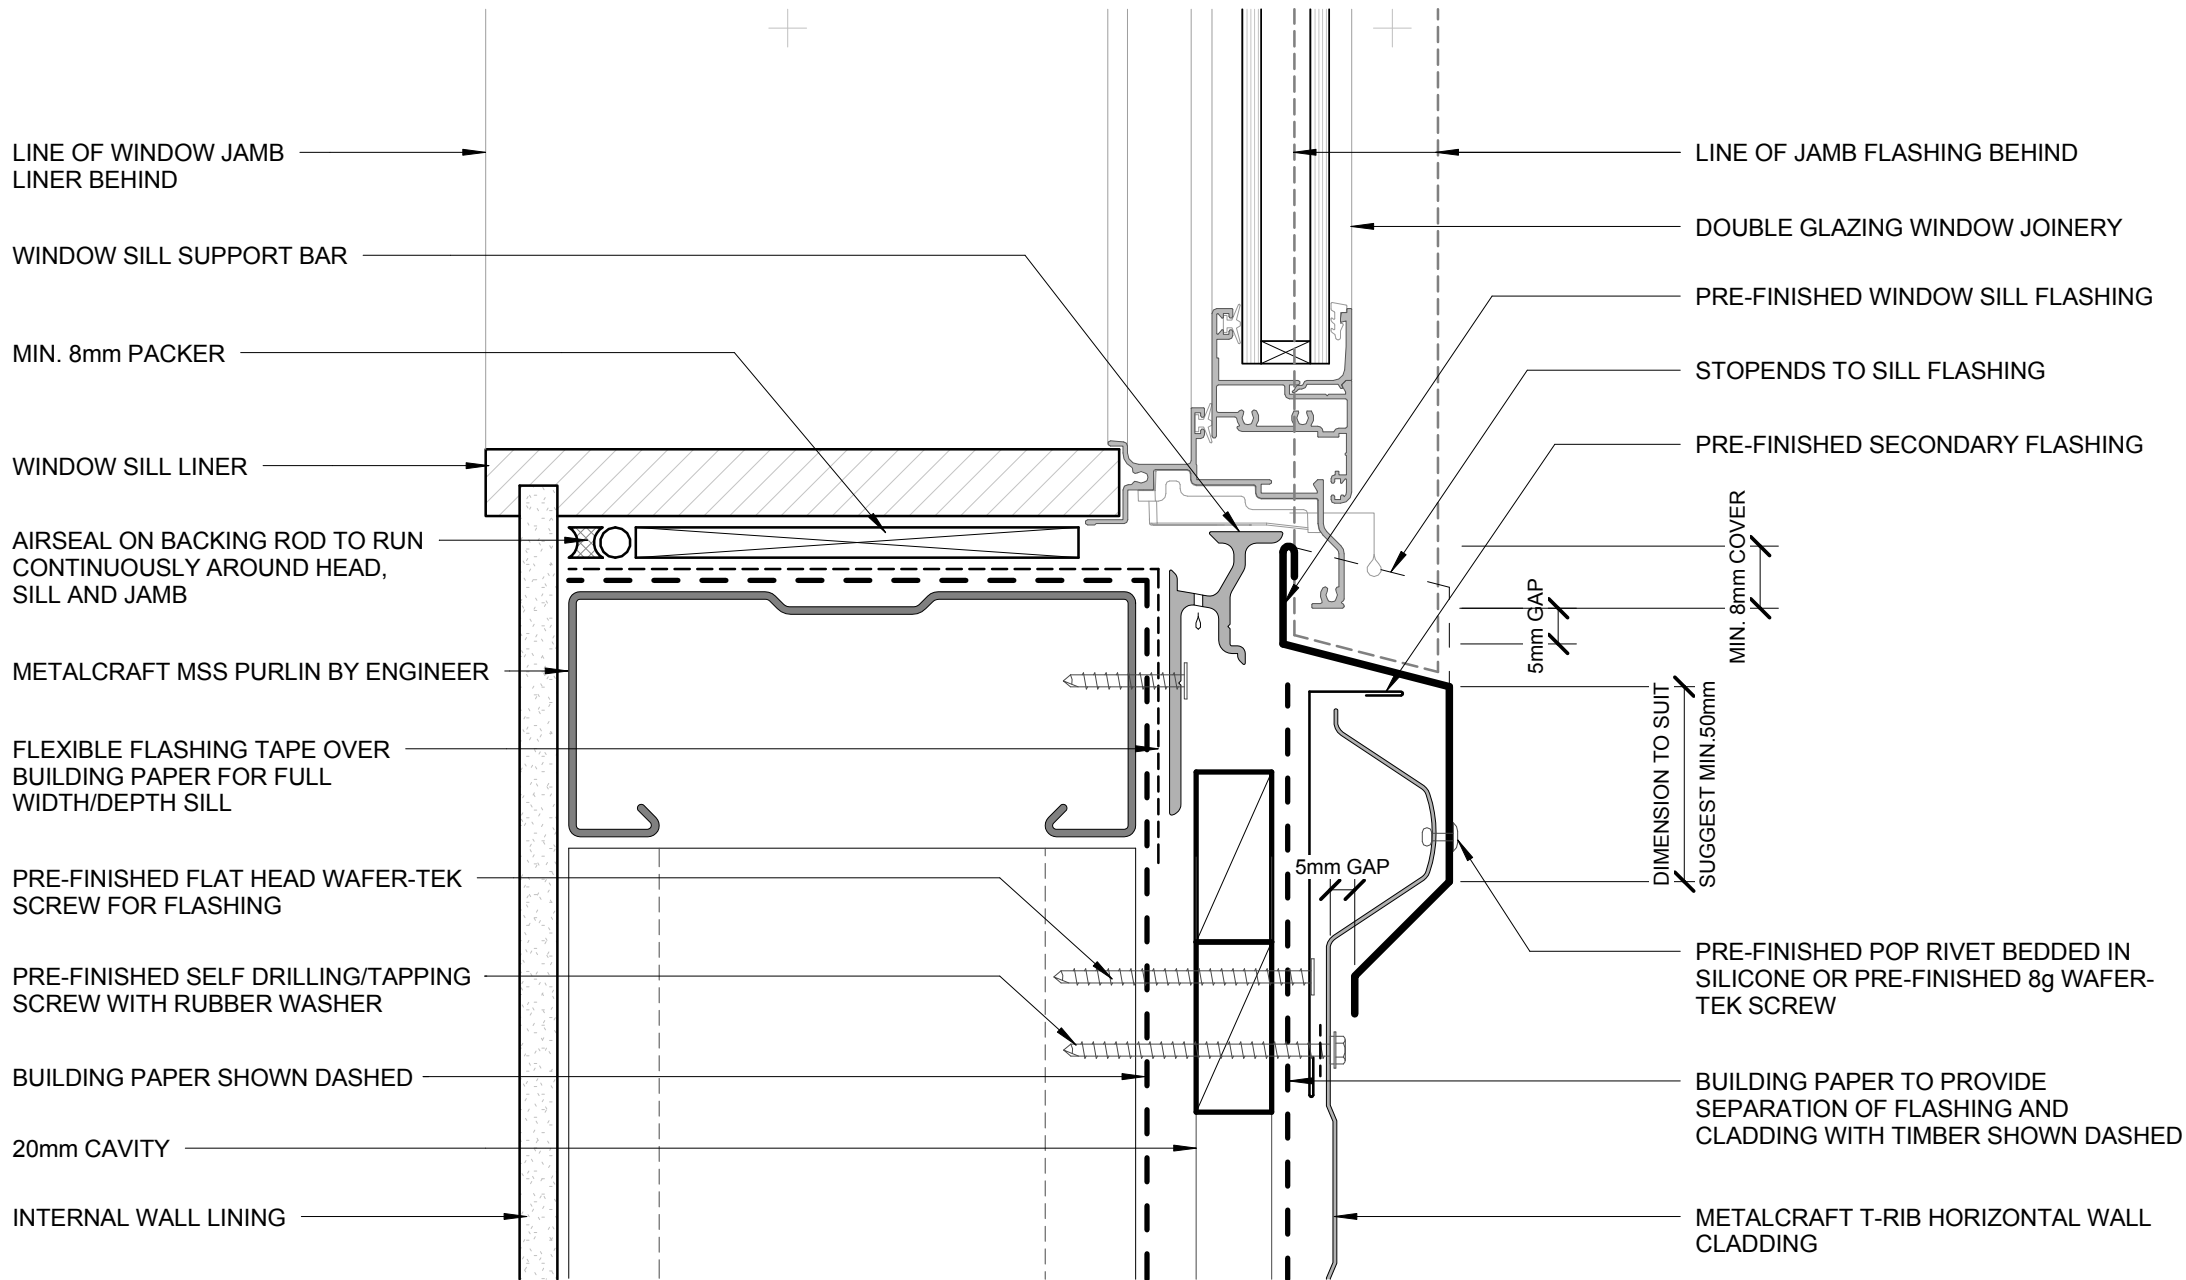 LINE OF WINDOW JAMB
LINER BEHIND
WINDOW SILL SUPPORT BAR
MIN. 8mm PACKER
WINDOW SILL LINER
AIRSEAL ON BACKING ROD TO RUN
CONTINUOUSLY AROUND HEAD,
SILL AND JAMB
METALCRAFT MSS PURLIN BY ENGINEER
FLEXIBLE FLASHING TAPE OVER
BUILDING PAPER FOR FULL
WIDTH/DEPTH SILL
PRE-FINISHED FLAT HEAD WAFER-TEK
SCREW FOR FLASHING
PRE-FINISHED SELF DRILLING/TAPPING
SCREW WITH RUBBER WASHER
BUILDING PAPER SHOWN DASHED
20mm CAVITY
INTERNAL WALL LINING
5mm GAP
5mm GAP
MIN. 8mm COVER
DIMENSION TO SUIT
SUGGEST MIN.50mm
LINE OF JAMB FLASHING BEHIND
DOUBLE GLAZING WINDOW JOINERY
PRE-FINISHED WINDOW SILL FLASHING
STOPENDS TO SILL FLASHING
PRE-FINISHED SECONDARY FLASHING
PRE-FINISHED POP RIVET BEDDED IN
SILICONE OR PRE-FINISHED 8g WAFER-
TEK SCREW
BUILDING PAPER TO PROVIDE
SEPARATION OF FLASHING AND
CLADDING WITH TIMBER SHOWN DASHED
METALCRAFT T-RIB HORIZONTAL WALL
CLADDING